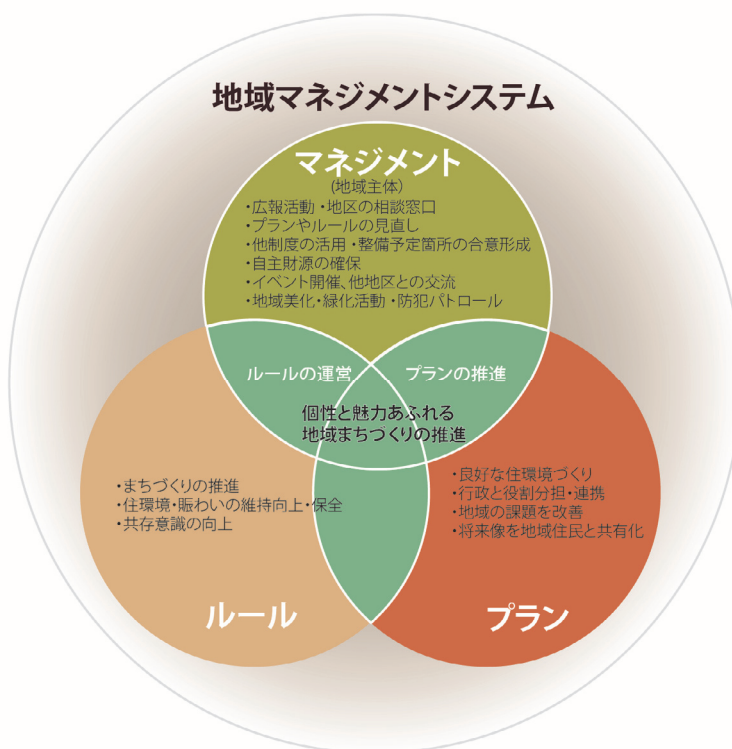 地域マネジメントシステム
マネジメント
(地域主体)
・広報活動・地区の相談窓口
・プランやルールの見直し
・他制度の活用・整備予定箇所の合意形成
・自主財源の確保
・イベント開催、他地区との交流
・地域美化・緑化活動・防犯パトロール
ルールの運営
プランの推進
個性と魅力あふれる
地域まちづくりの推進
・まちづくりの推進
・住環境・賑わいの維持向上・保全
・共存意識の向上
ルール
・良好な住環境づくり
・行政と役割分担・連携
・地域の課題を改善
・将来像を地域住民と共有化
プラン